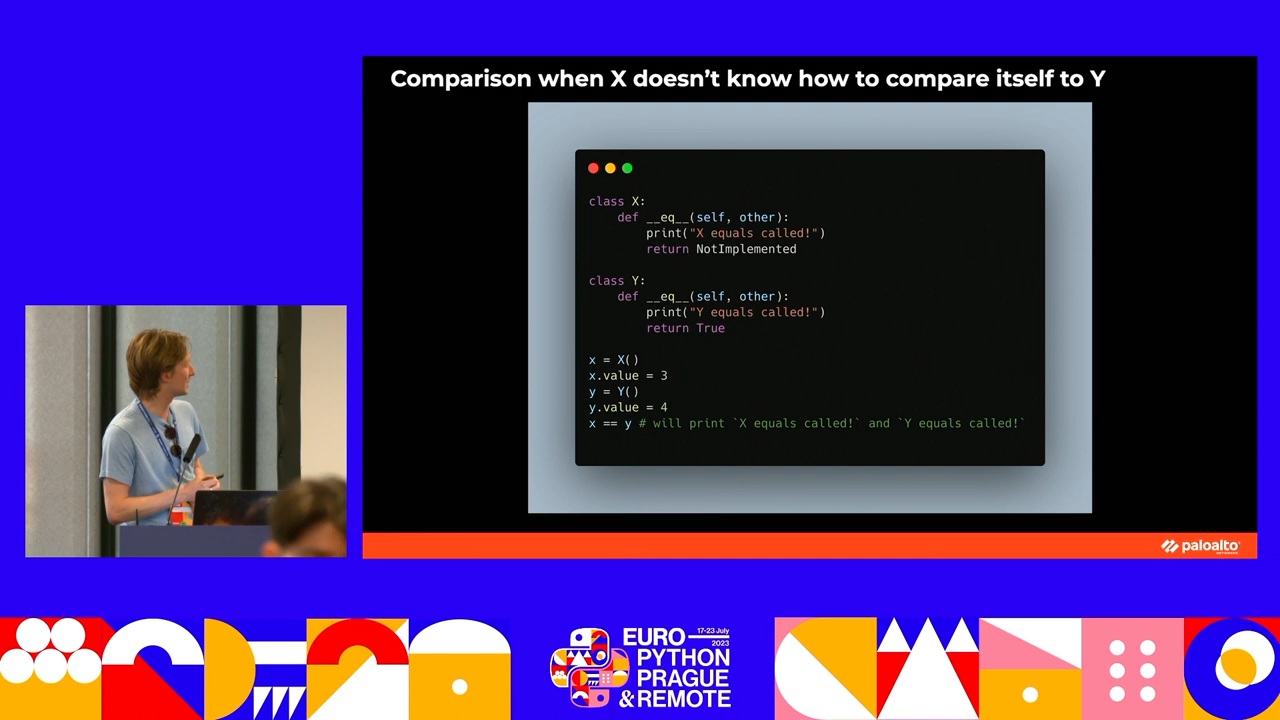 Comparison when X doesn't know how to compare itself to Y
class X:
    def __eq__(self, other):
        print("X equals called!")
        return NotImplemented
class Y:
    def __eq__(self, other):
        print("Y equals called!")
        return True
x = X()
x.value = 3
y = Y()
y.value = 4
x == y # will print `X equals called!` and `Y equals called!`
paloalto
NETWORKS
17-23 July
2023
EURO
PYTHON
PRAGUE
& REMOTE